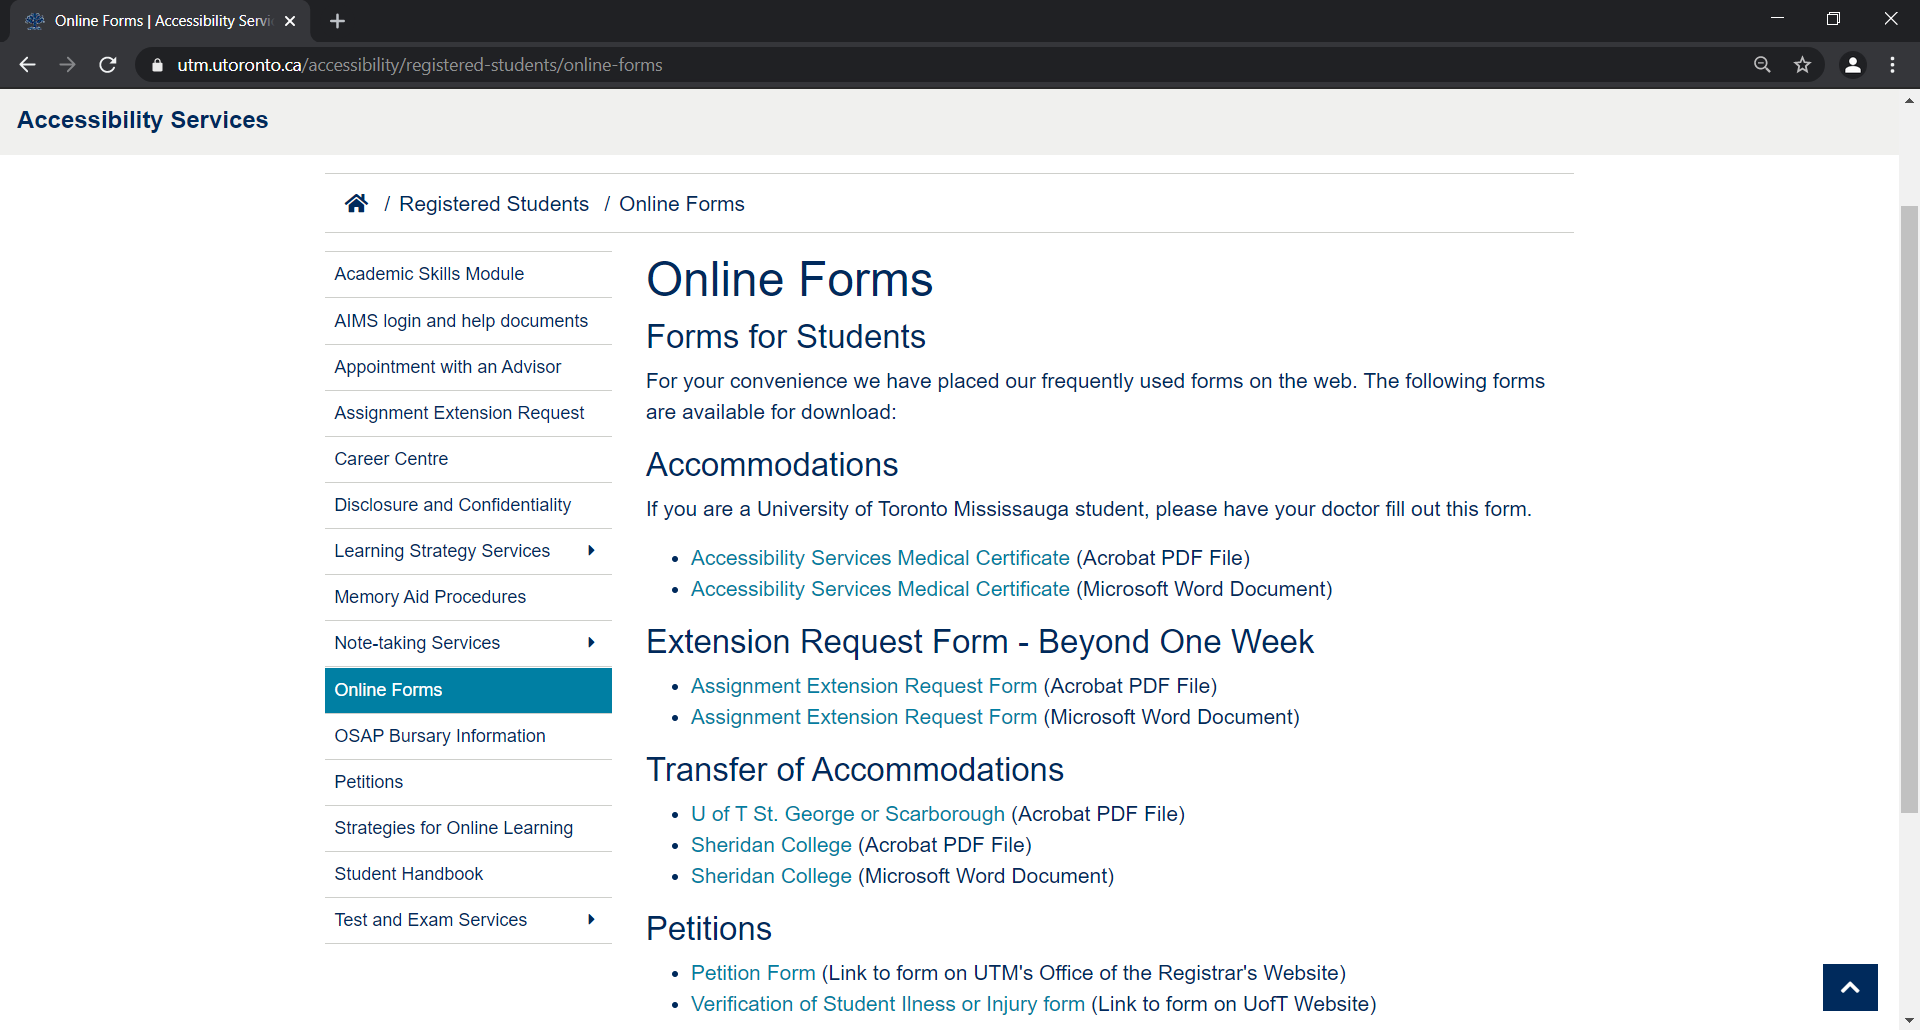 Online Forms | Accessibility Servi
utm.utoronto.ca/accessibility/registered-students/online-forms
Accessibility Services
/ Registered Students / Online Forms
Academic Skills Module
AIMS login and help documents
Appointment with an Advisor
Assignment Extension Request
Career Centre
Disclosure and Confidentiality
Learning Strategy Services
Memory Aid Procedures
Note-taking Services
Online Forms
OSAP Bursary Information
Petitions
Strategies for Online Learning
Student Handbook
Test and Exam Services
Online Forms
Forms for Students
For your convenience we have placed our frequently used forms on the web. The following forms
are available for download:
Accommodations
If you are a University of Toronto Mississauga student, please have your doctor fill out this form.
• Accessibility Services Medical Certificate (Acrobat PDF File)
• Accessibility Services Medical Certificate (Microsoft Word Document)
Extension Request Form - Beyond One Week
• Assignment Extension Request Form (Acrobat PDF File)
• Assignment Extension Request Form (Microsoft Word Document)
Transfer of Accommodations
• U of T St. George or Scarborough (Acrobat PDF File)
• Sheridan College (Acrobat PDF File)
• Sheridan College (Microsoft Word Document)
Petitions
• Petition Form (Link to form on UTM's Office of the Registrar's Website)
• Verification of Student Ilness or Injury form (Link to form on UofT Website)